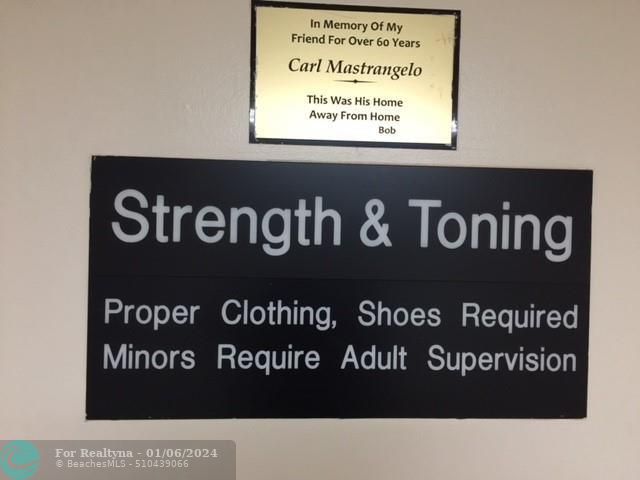 In Memory Of My
Friend For Over 60 Years
Carl Mastrangelo
This Was His Home
Away From Home
Bob
Strength & Toning
Proper Clothing, Shoes Required
Minors Require Adult Supervision
For Realtyna - 01/06/2024
© BeachesMLS - 510439066